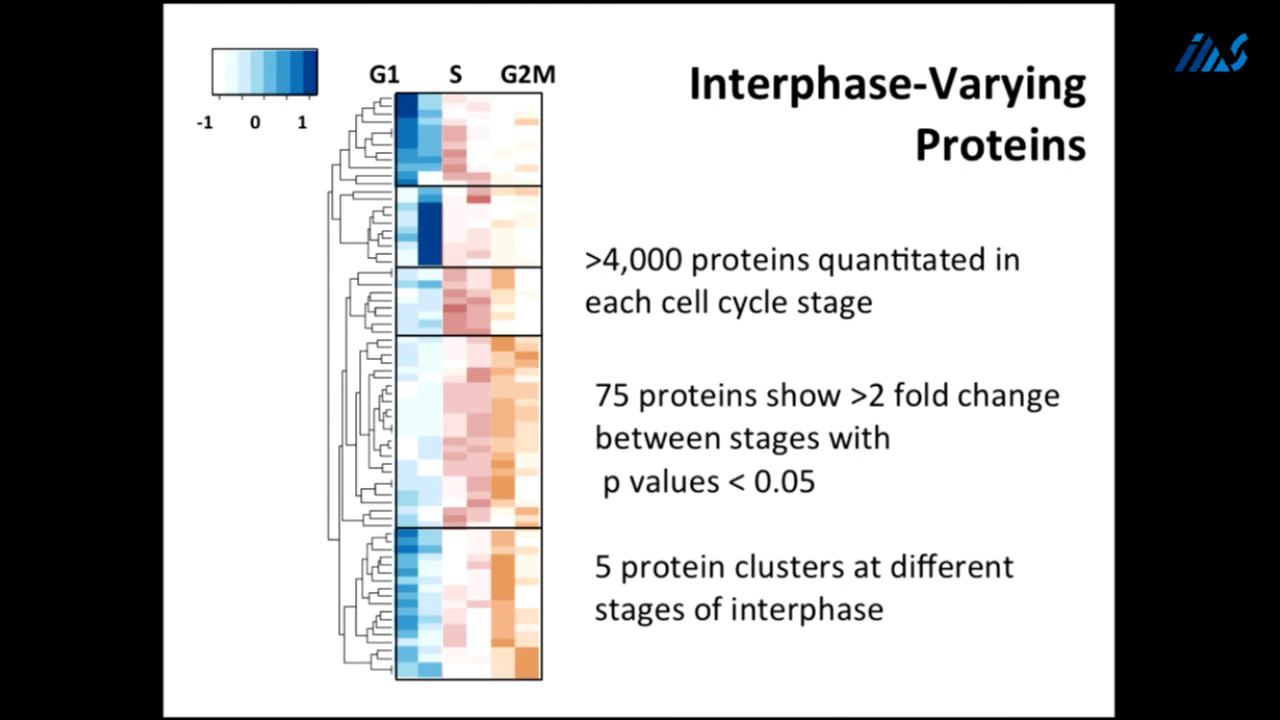 Interphase-Varying
Proteins
G1 S G2M
-1 0 1
>4,000 proteins quantitated in
each cell cycle stage
75 proteins show >2 fold change
between stages with
p values < 0.05
5 protein clusters at different
stages of interphase